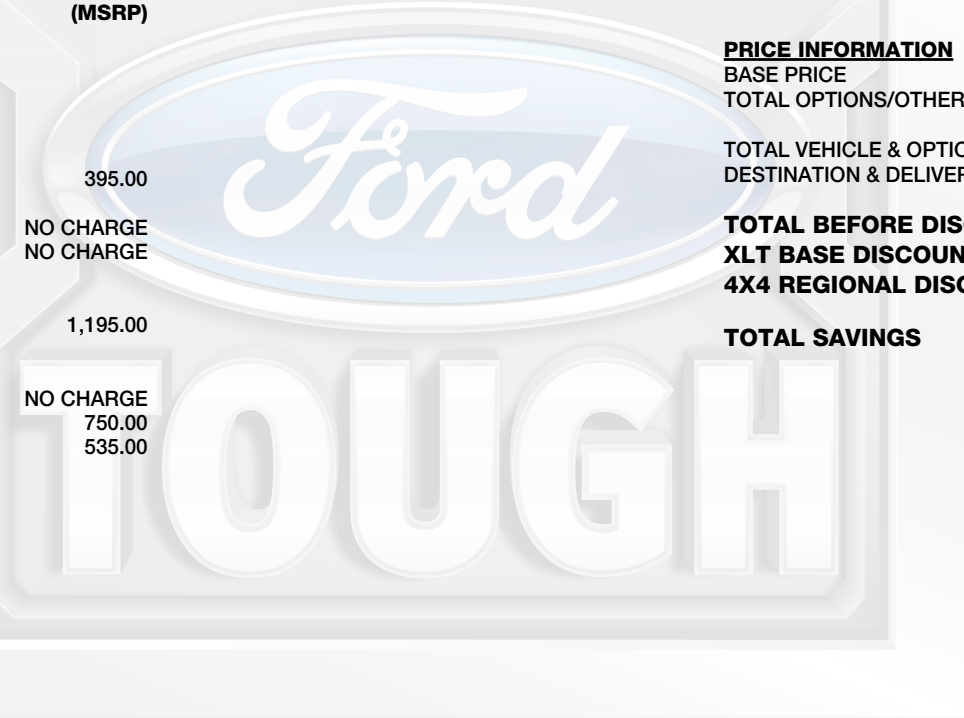 (MSRP)
395.00
NO CHARGE
NO CHARGE
1,195.00
NO CHARGE
750.00
535.00
PRICE INFORMATION
BASE PRICE
TOTAL OPTIONS/OTHER
TOTAL VEHICLE & OPTIO
DESTINATION & DELIVER
TOTAL BEFORE DISC
XLT BASE DISCOUN
4X4 REGIONAL DISC
TOTAL SAVINGS
Ford
TOUGH